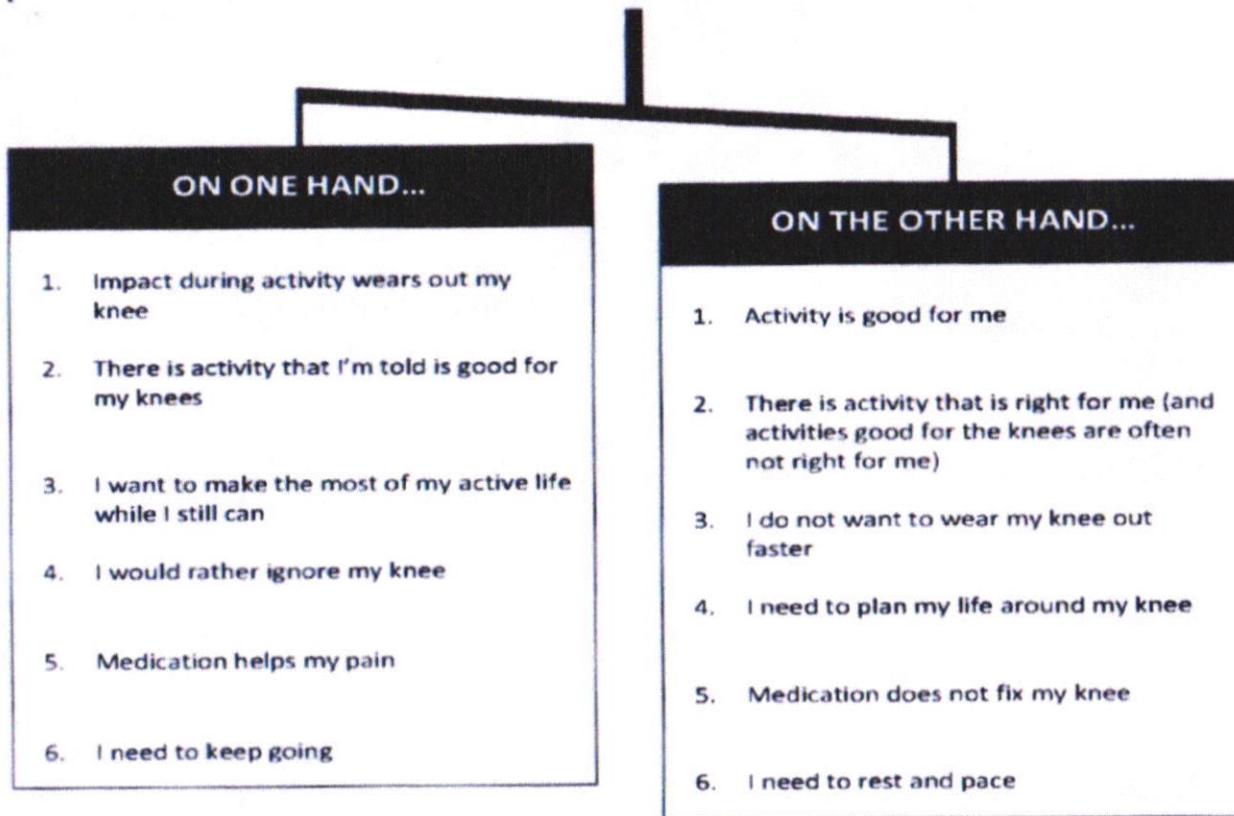 ON ONE HAND...
1. Impact during activity wears out my
knee
2. There is activity that I'm told is good for
my knees
3. I want to make the most of my active life
while I still can
4. I would rather ignore my knee
5. Medication helps my pain
6. I need to keep going
ON THE OTHER HAND...
1. Activity is good for me
2. There is activity that is right for me (and
activities good for the knees are often
not right for me)
3. I do not want to wear my knee out
faster
4. I need to plan my life around my knee
5. Medication does not fix my knee
6. I need to rest and pace